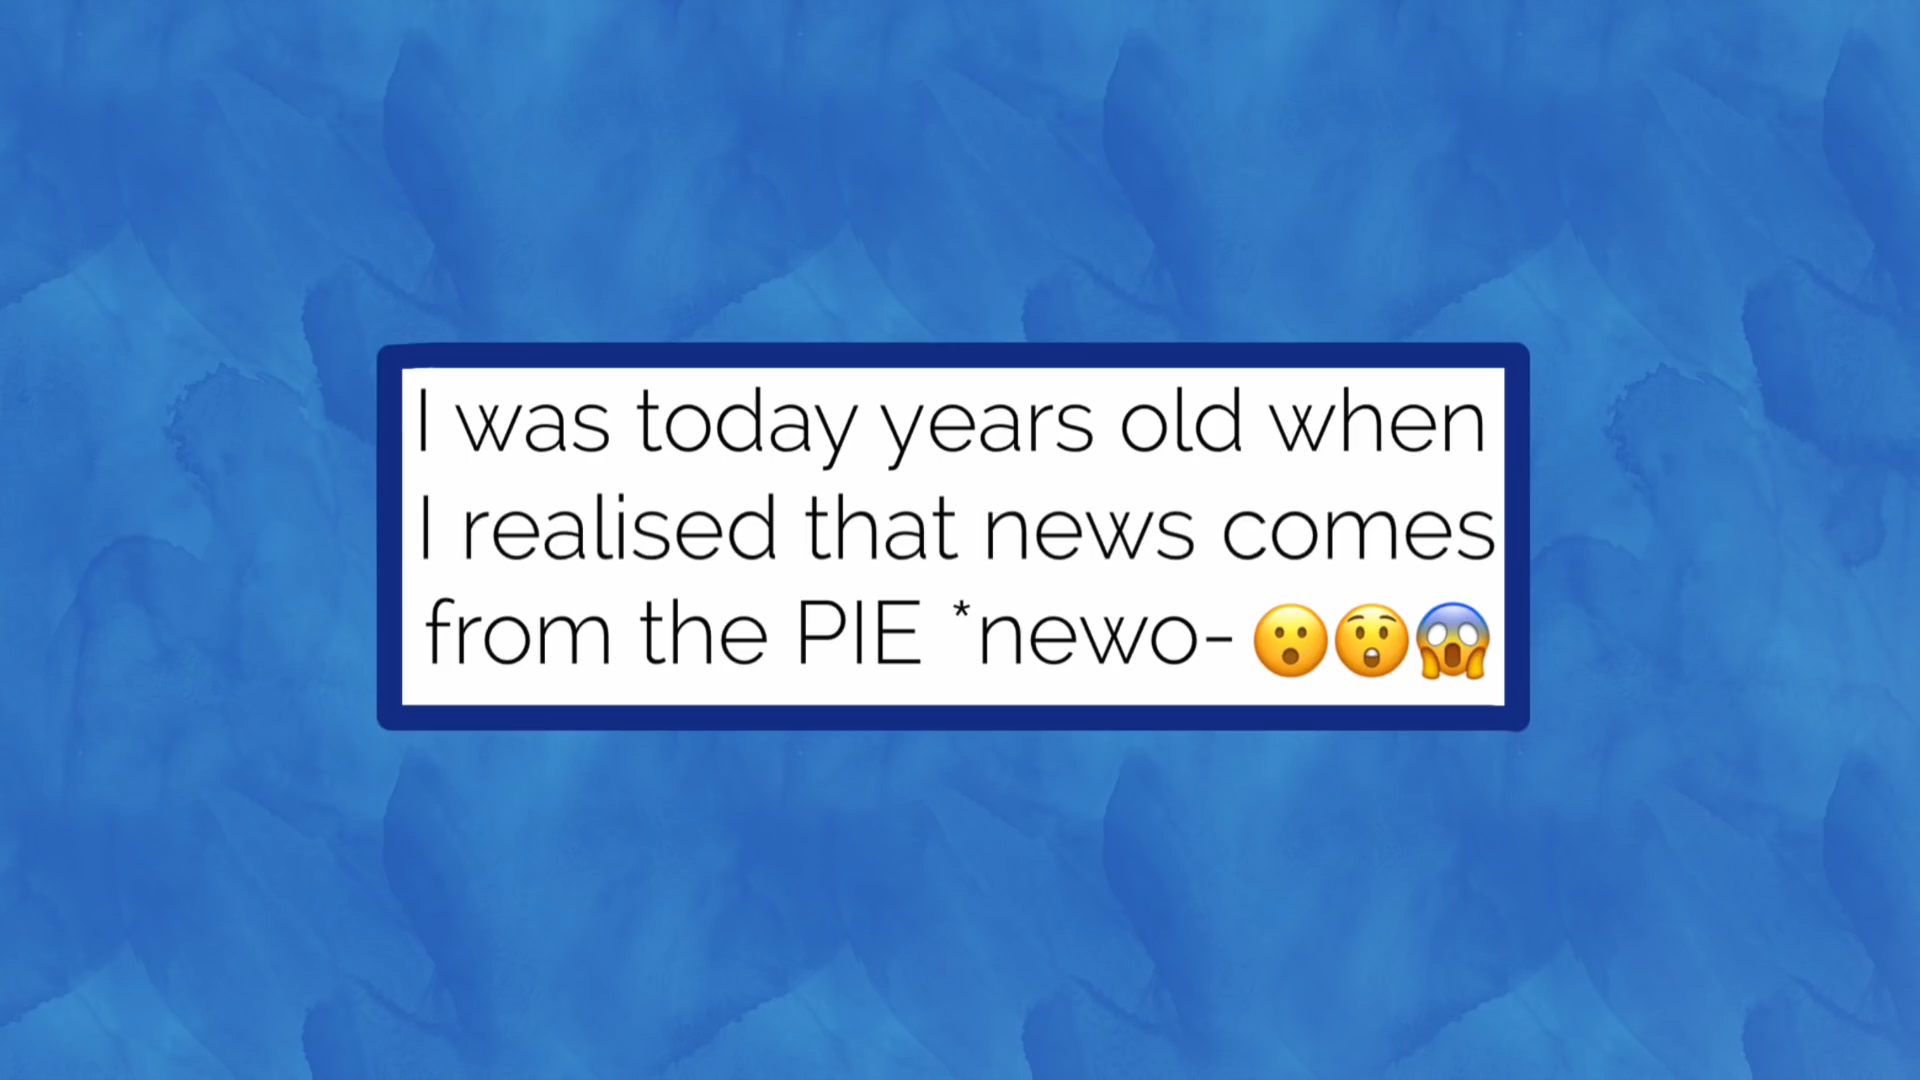 I was today years old when
I realised that news comes
from the PIE *newo- 😮😲😱